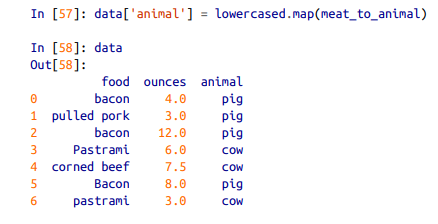 In [57]: data['animal'] = lowercased.map(meat_to_animal)
In [58]: data
Out[58]:
food ounces animal
0 bacon 4.0 pig
1 pulled pork 3.0 pig
2 bacon 12.0 pig
3 Pastrami 6.0 cow
4 corned beef 7.5 cow
5 Bacon 8.0 pig
6 pastrami 3.0 cow